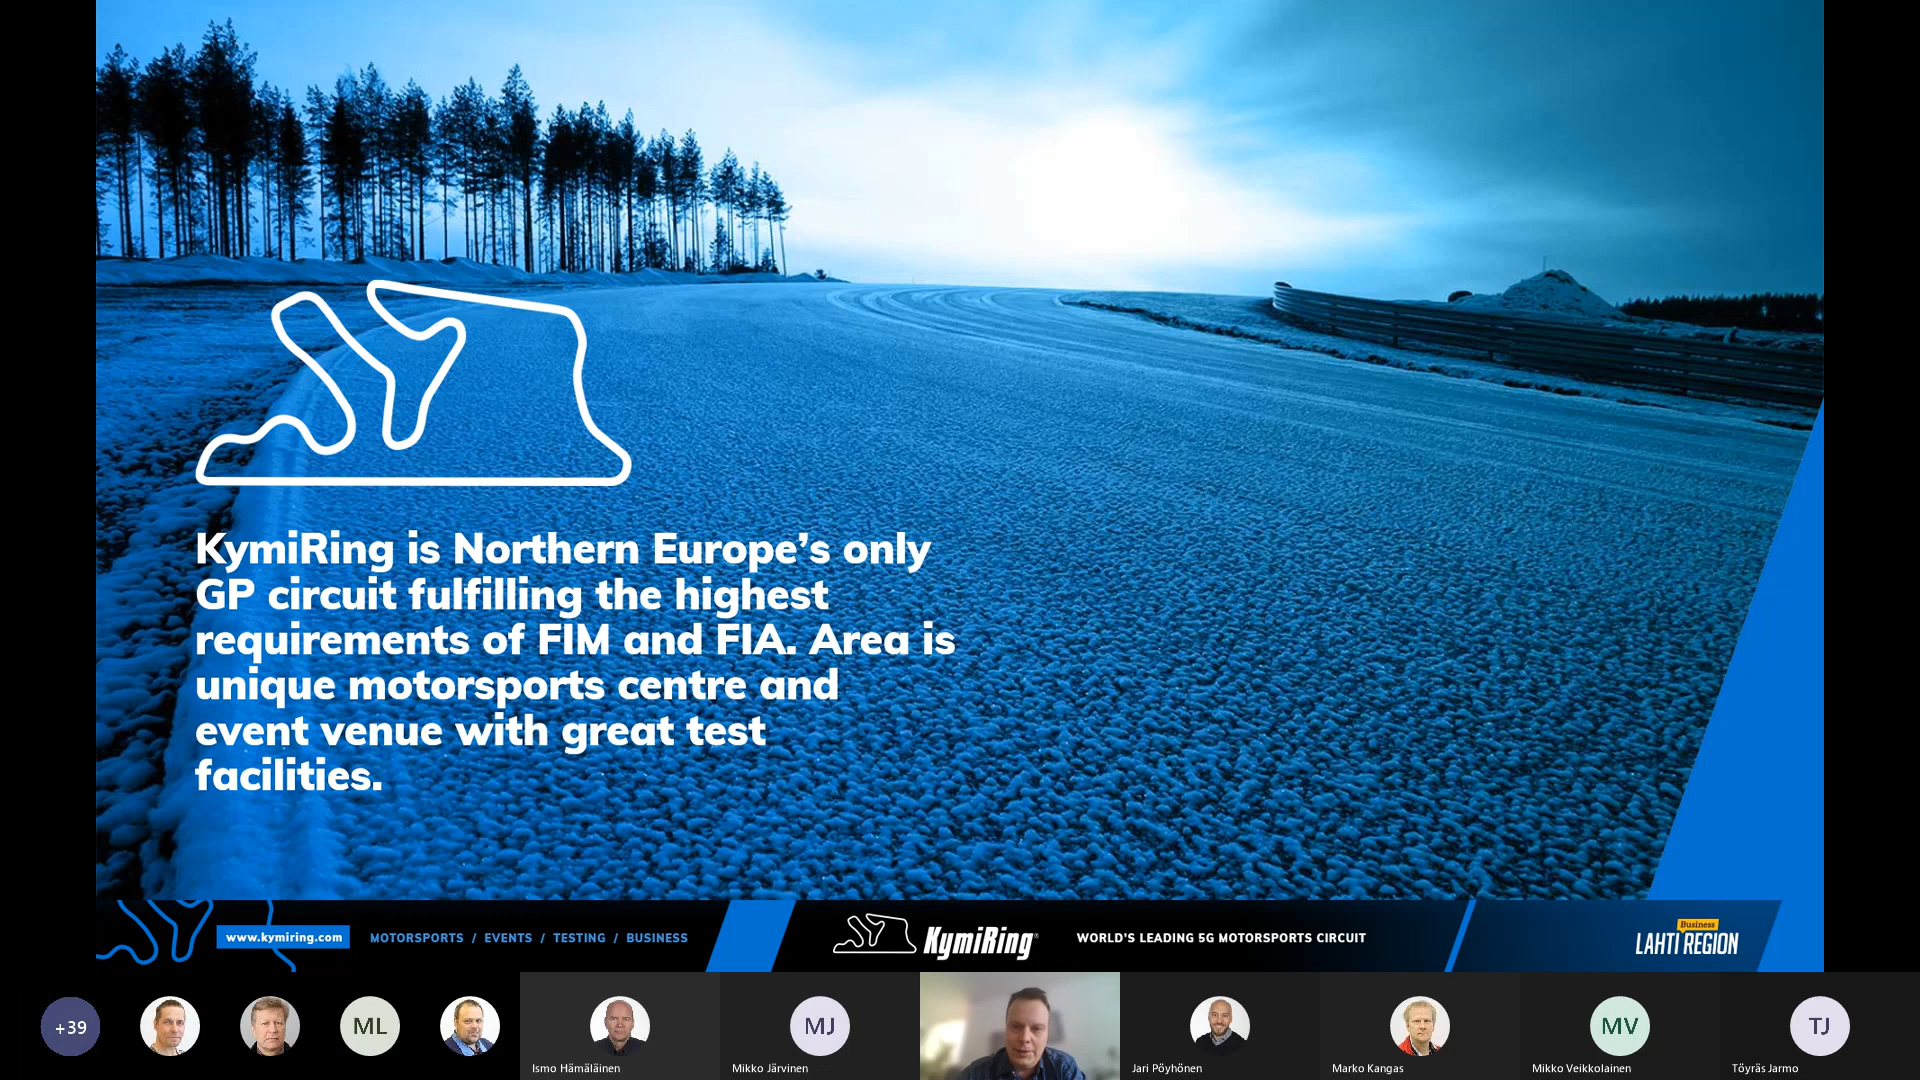 KymiRing is Northern Europe’s only
GP circuit fulfilling the highest
requirements of FIM and FIA. Area is
unique motorsports centre and
event venue with great test
facilities.
www.kymiring.com
MOTORSPORTS / EVENTS / TESTING / BUSINESS
KymiRing®
WORLD'S LEADING 5G MOTORSPORTS CIRCUIT
Business
LAHTI REGION
+39
ML
MJ
MV
TJ
Ismo Hämäläinen
Mikko Järvinen
Jari Pöyhönen
Marko Kangas
Mikko Veikkolainen
Töyräs Jarmo